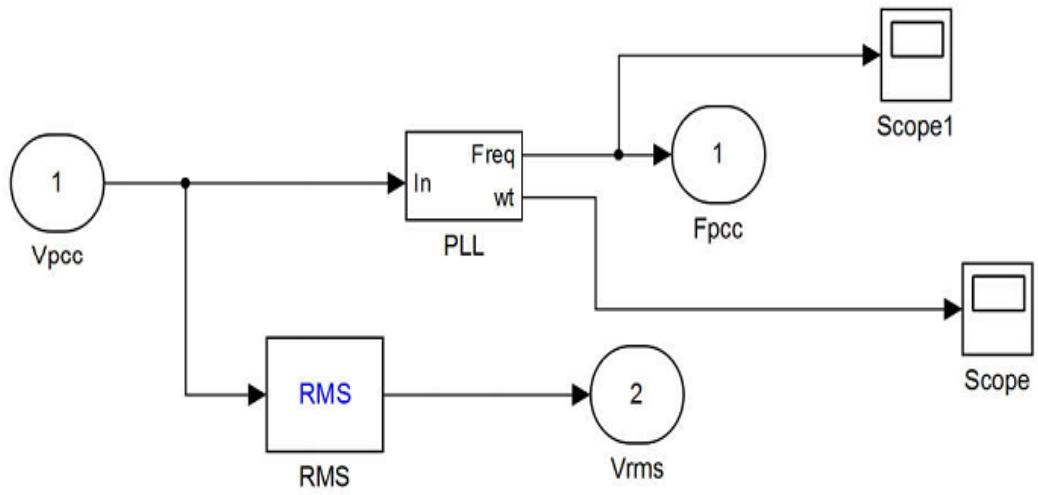 Scope1
1
Vpcc
In
Freq
wt
PLL
1
Fpcc
Scope
RMS
RMS
2
Vrms